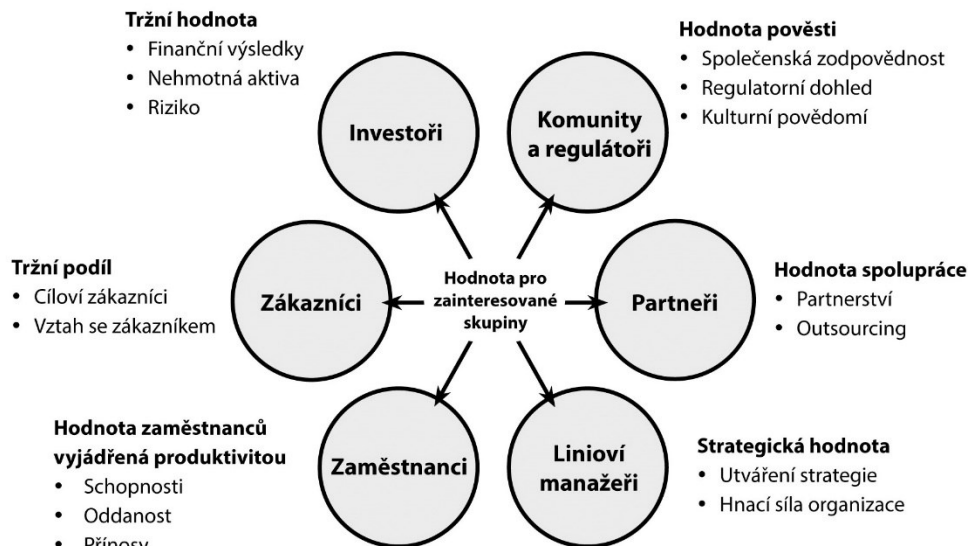 Tržní hodnota
• Finanční výsledky
• Nehmotná aktiva
• Riziko
Investoři
Komunity
a regulátoři
Hodnota pověsti
• Společenská zodpovědnost
• Regulatorní dohled
• Kulturní povědomí
Tržní podíl
• Cíloví zákazníci
• Vztah se zákazníkem
Zákazníci
Hodnota pro
zainteresované
skupiny
Partneři
Hodnota spolupráce
• Partnerství
• Outsourcing
Hodnota zaměstnanců
vyjádřená produktivitou
• Schopnosti
• Oddanost
• Přínosy
Zaměstnanci
Linioví
manažeři
Strategická hodnota
• Utváření strategie
• Hnací síla organizace